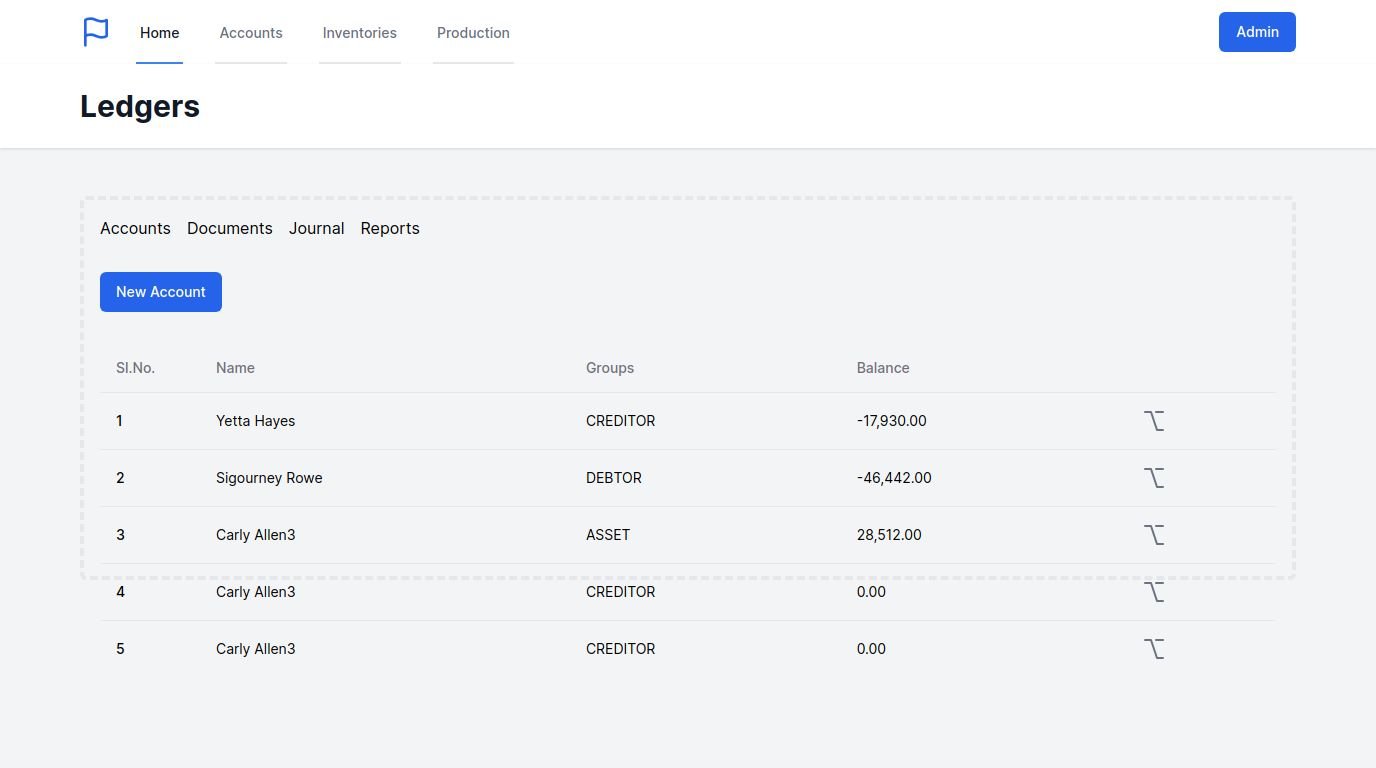 Home Accounts Inventories Production Admin
Ledgers
Accounts Documents Journal Reports
New Account
Sl.No. Name Groups Balance
1 Yetta Hayes CREDITOR -17,930.00
2 Sigourney Rowe DEBTOR -46,442.00
3 Carly Allen3 ASSET 28,512.00
4 Carly Allen3 CREDITOR 0.00
5 Carly Allen3 CREDITOR 0.00